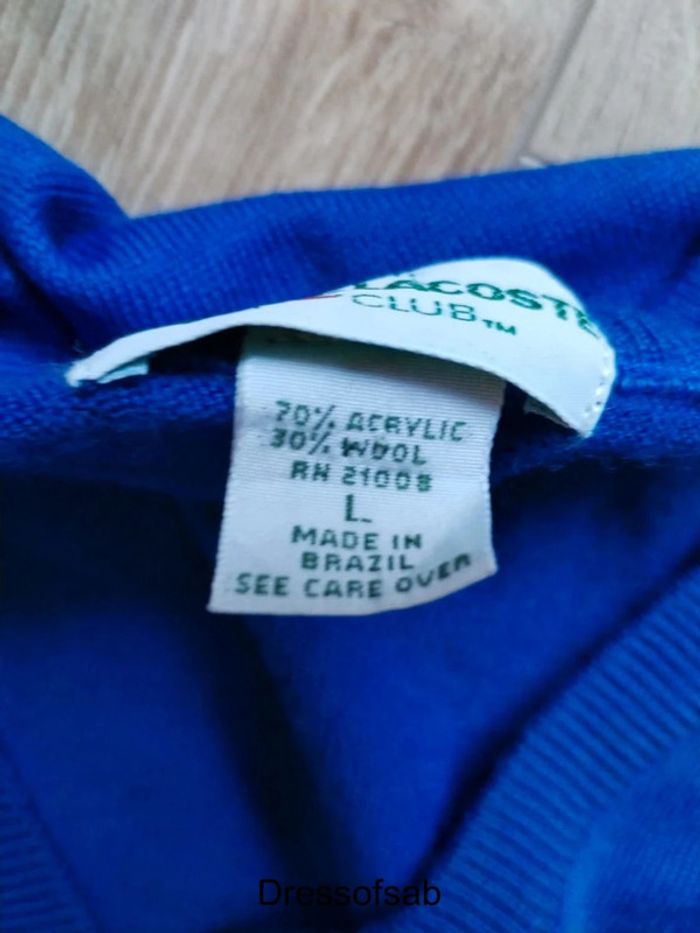 LACOSTE
CLUB™
70% ACRYLIC
30% WOOL
RN 21008
L
MADE IN
BRAZIL
SEE CARE OVER
Dressofsab